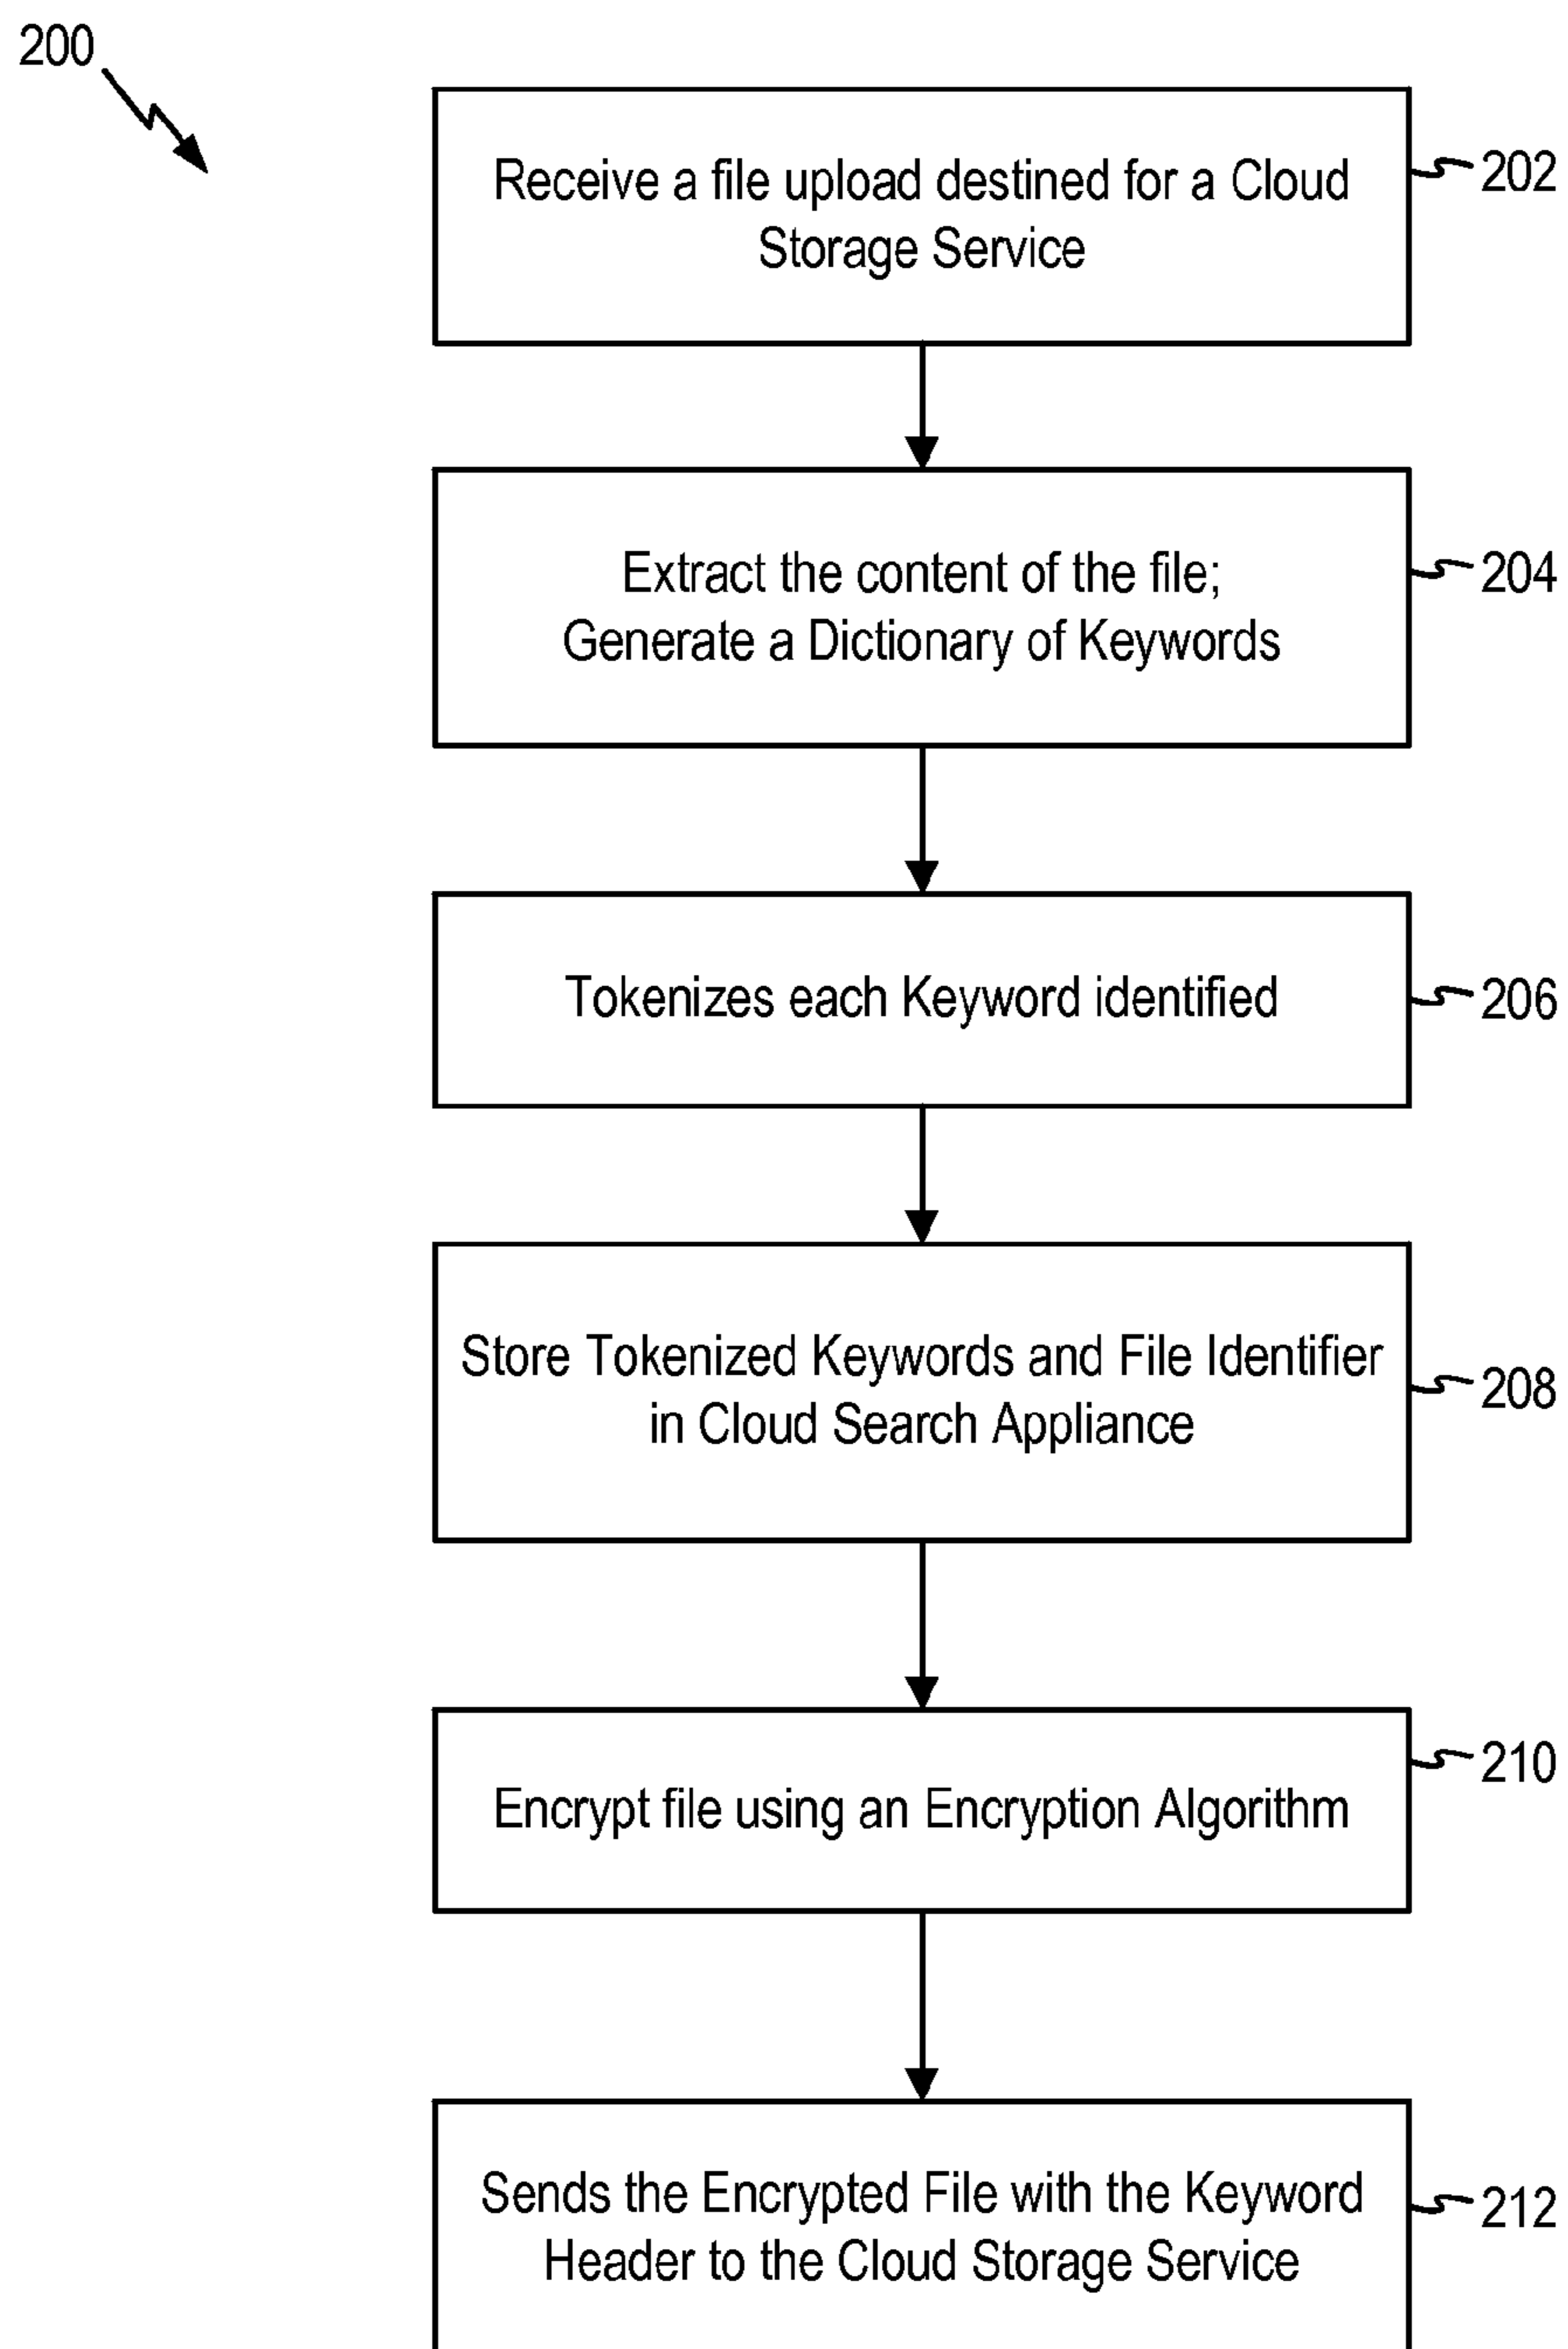 200
Receive a file upload destined for a Cloud
Storage Service
202
Extract the content of the file;
Generate a Dictionary of Keywords
204
Tokenizes each Keyword identified
206
Store Tokenized Keywords and File Identifier
in Cloud Search Appliance
208
Encrypt file using an Encryption Algorithm
210
Sends the Encrypted File with the Keyword
Header to the Cloud Storage Service
212